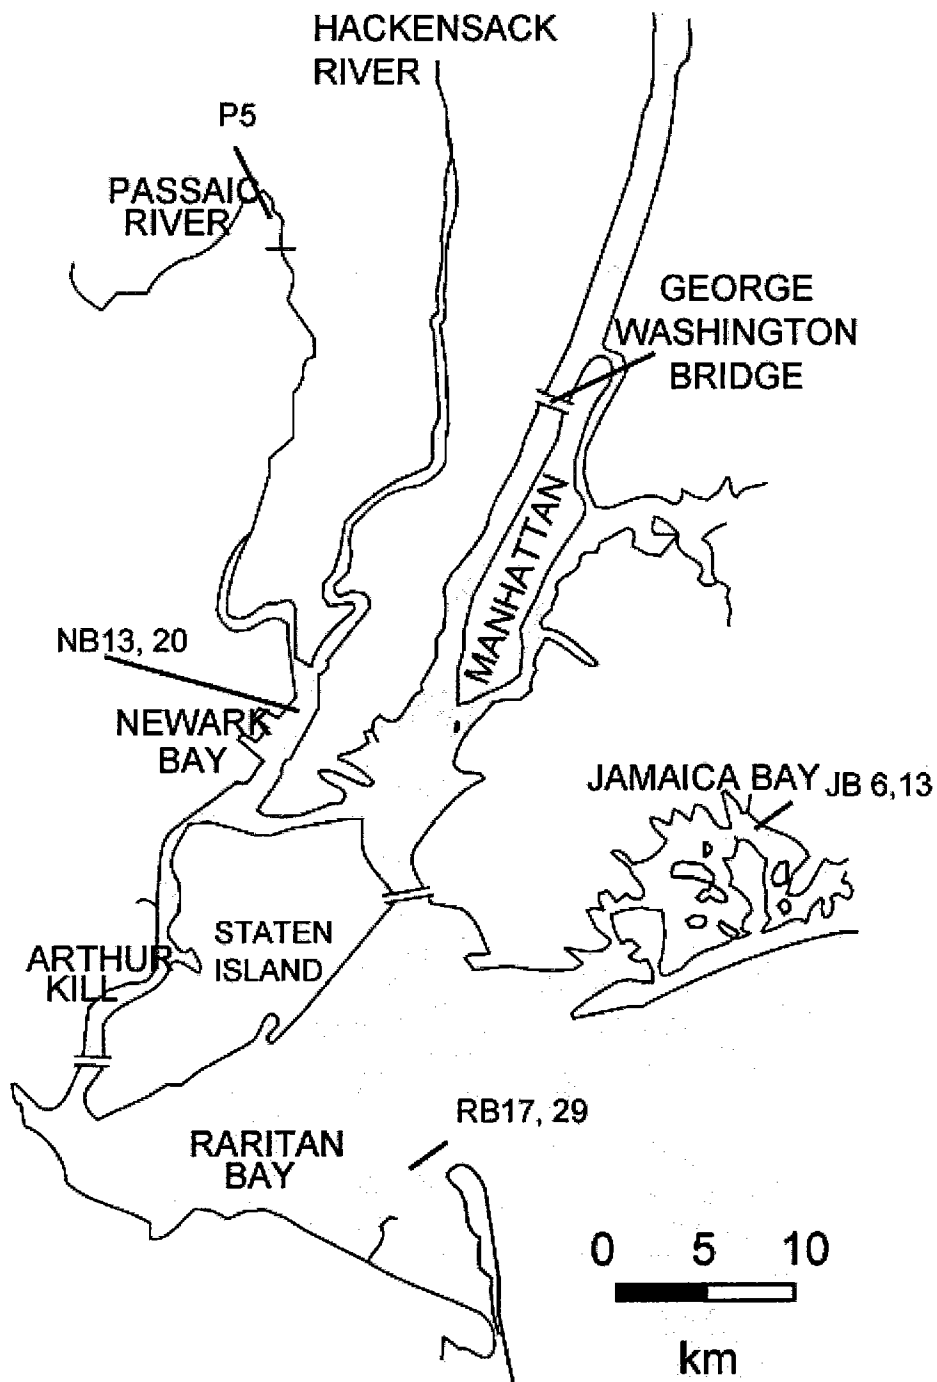 HACKENSACK
RIVER
P5
PASSAIC
RIVER
GEORGE
WASHINGTON
BRIDGE
MANHATTAN
NB13, 20
NEWARK
BAY
JAMAICA BAY
JB 6,13
STATEN
ISLAND
ARTHUR
KILL
RB17, 29
RARITAN
BAY
0 5 10
km